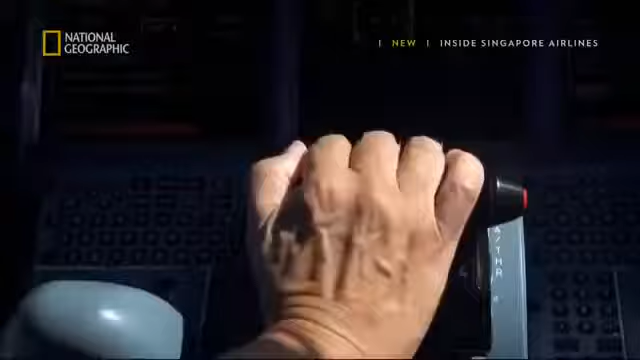 NATIONAL
GEOGRAPHIC
| NEW | INSIDE SINGAPORE AIRLINES
A/THR